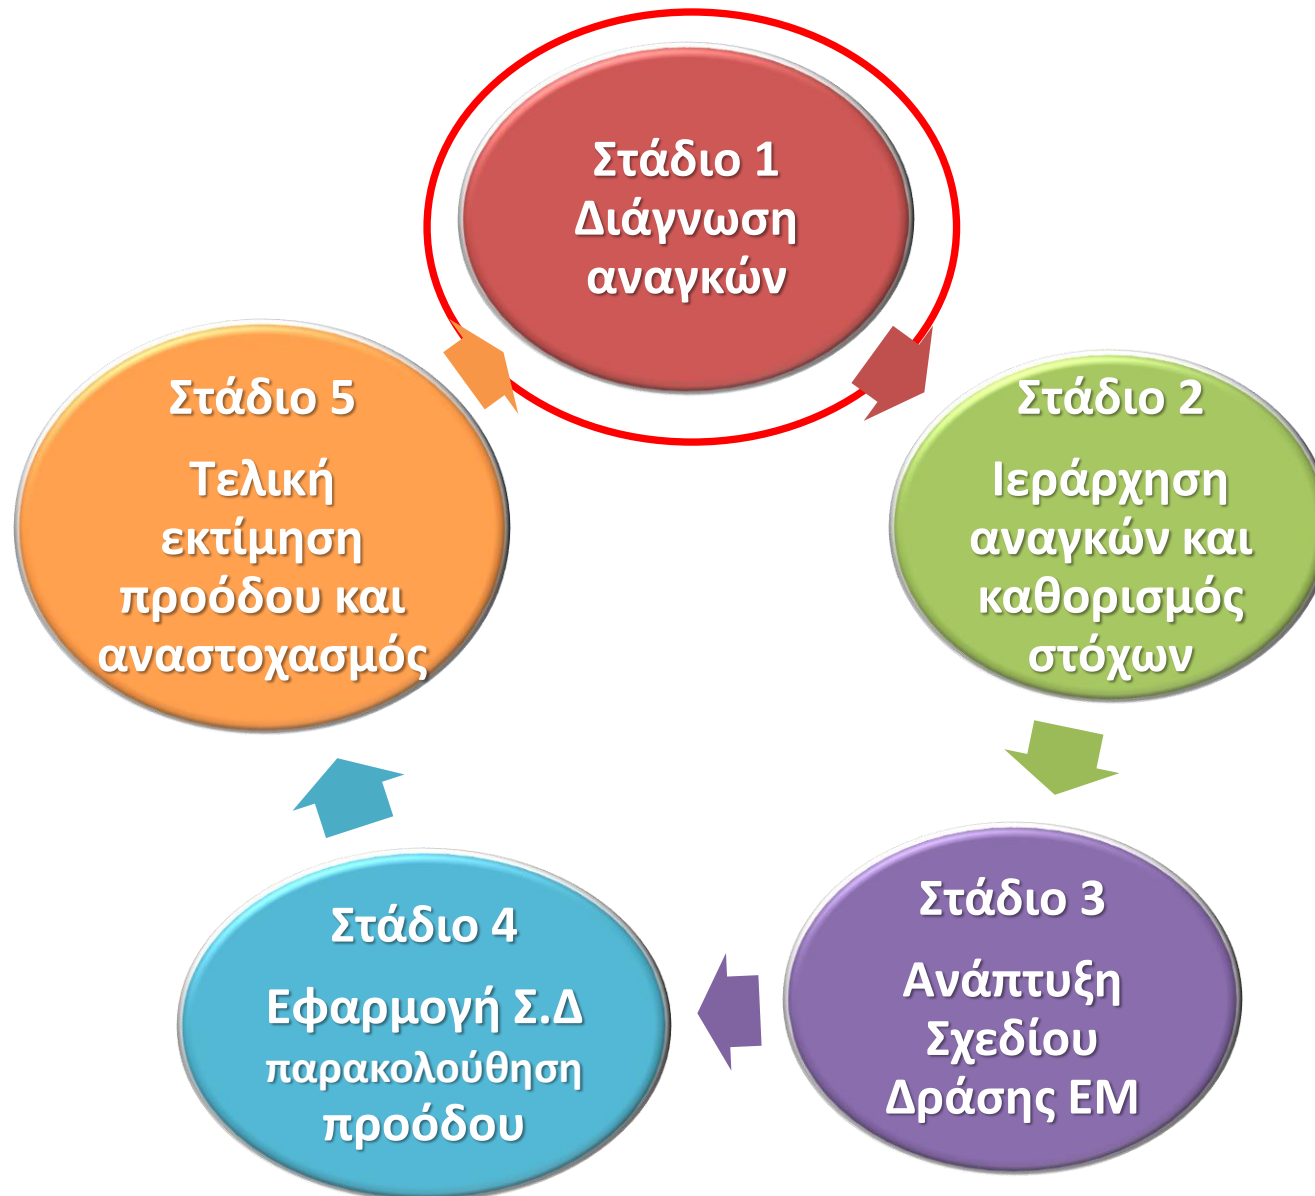 Στάδιο 1
Διάγνωση
αναγκών
Στάδιο 2
Ιεράρχηση
αναγκών και
καθορισμός
στόχων
Στάδιο 3
Ανάπτυξη
Σχεδίου
Δράσης ΕΜ
Στάδιο 4
Εφαρμογή Σ.Δ
παρακολούθηση
προόδου
Στάδιο 5
Τελική
εκτίμηση
προόδου και
αναστοχασμός